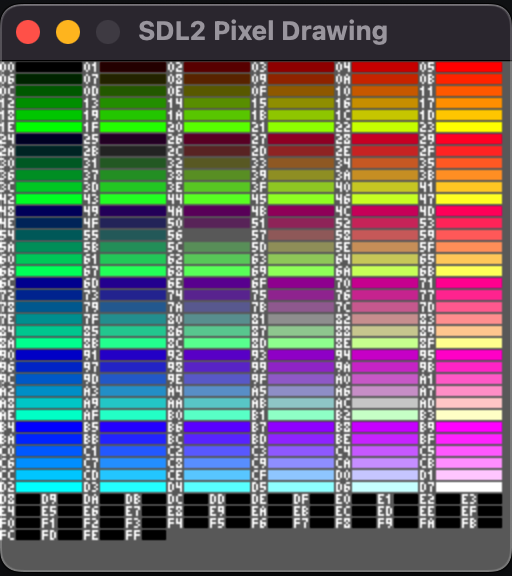 SDL2 Pixel Drawing
00 01 02 03 04 05
06 07 08 09 0A 0B
0C 0D 0E 0F 10 11
12 13 14 15 16 17
18 19 1A 1B 1C 1D
1E 1F 20 21 22 23
24 25 26 27 28 29
2A 2B 2C 2D 2E 2F
30 31 32 33 34 35
36 37 38 39 3A 3B
3C 3D 3E 3F 40 41
42 43 44 45 46 47
48 49 4A 4B 4C 4D
4E 4F 50 51 52 53
54 55 56 57 58 59
5A 5B 5C 5D 5E 5F
60 61 62 63 64 65
66 67 68 69 6A 6B
6C 6D 6E 6F 70 71
72 73 74 75 76 77
78 79 7A 7B 7C 7D
7E 7F 80 81 82 83
84 85 86 87 88 89
8A 8B 8C 8D 8E 8F
90 91 92 93 94 95
96 97 98 99 9A 9B
9C 9D 9E 9F A0 A1
A2 A3 A4 A5 A6 A7
A8 A9 AA AB AC AD
AE AF B0 B1 B2 B3
B4 B5 B6 B7 B8 B9
BA BB BC BD BE BF
C0 C1 C2 C3 C4 C5
C6 C7 C8 C9 CA CB
CC CD CE CF D0 D1
D2 D3 D4 D5 D6 D7
D8 D9 DA DB DC DD DE DF E0 E1 E2 E3
E4 E5 E6 E7 E8 E9 EA EB EC ED EE EF
F0 F1 F2 F3 F4 F5 F6 F7 F8 F9 FA FB
FC FD FE FF